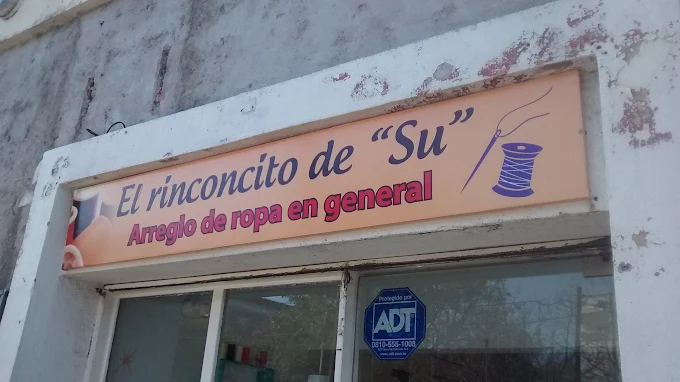 El rinconcito de "Su"
Arreglo de ropa en general
Protegido por
ADT
0810-555-1008